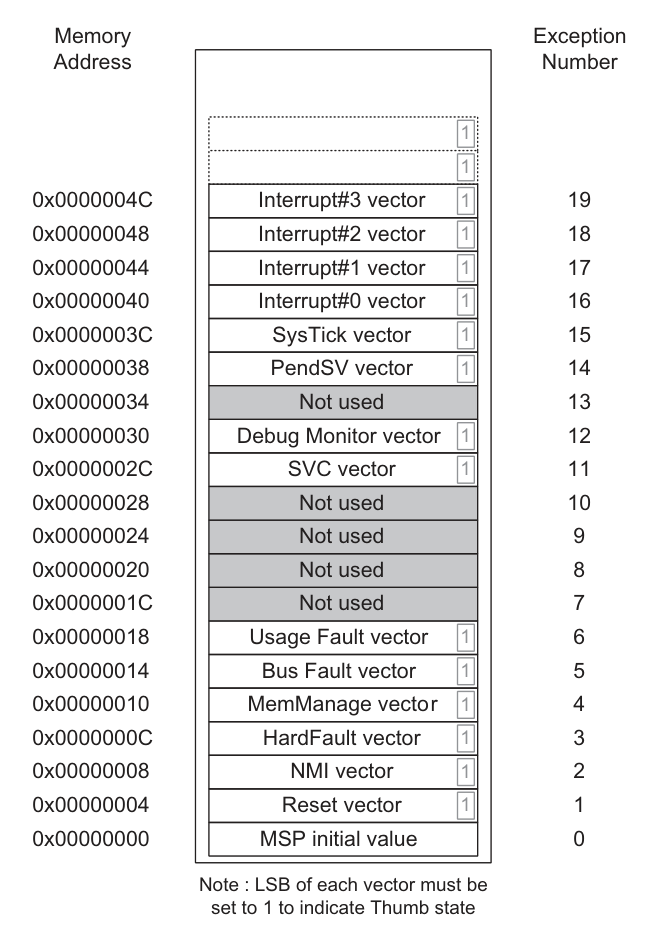 Memory Address
Exception Number
1
1
0x0000004C Interrupt#3 vector 1 19
0x00000048 Interrupt#2 vector 1 18
0x00000044 Interrupt#1 vector 1 17
0x00000040 Interrupt#0 vector 1 16
0x0000003C SysTick vector 1 15
0x00000038 PendSV vector 1 14
0x00000034 Not used 13
0x00000030 Debug Monitor vector 1 12
0x0000002C SVC vector 1 11
0x00000028 Not used 10
0x00000024 Not used 9
0x00000020 Not used 8
0x0000001C Not used 7
0x00000018 Usage Fault vector 1 6
0x00000014 Bus Fault vector 1 5
0x00000010 MemManage vector 1 4
0x0000000C HardFault vector 1 3
0x00000008 NMI vector 1 2
0x00000004 Reset vector 1 1
0x00000000 MSP initial value 0
Note : LSB of each vector must be
set to 1 to indicate Thumb state